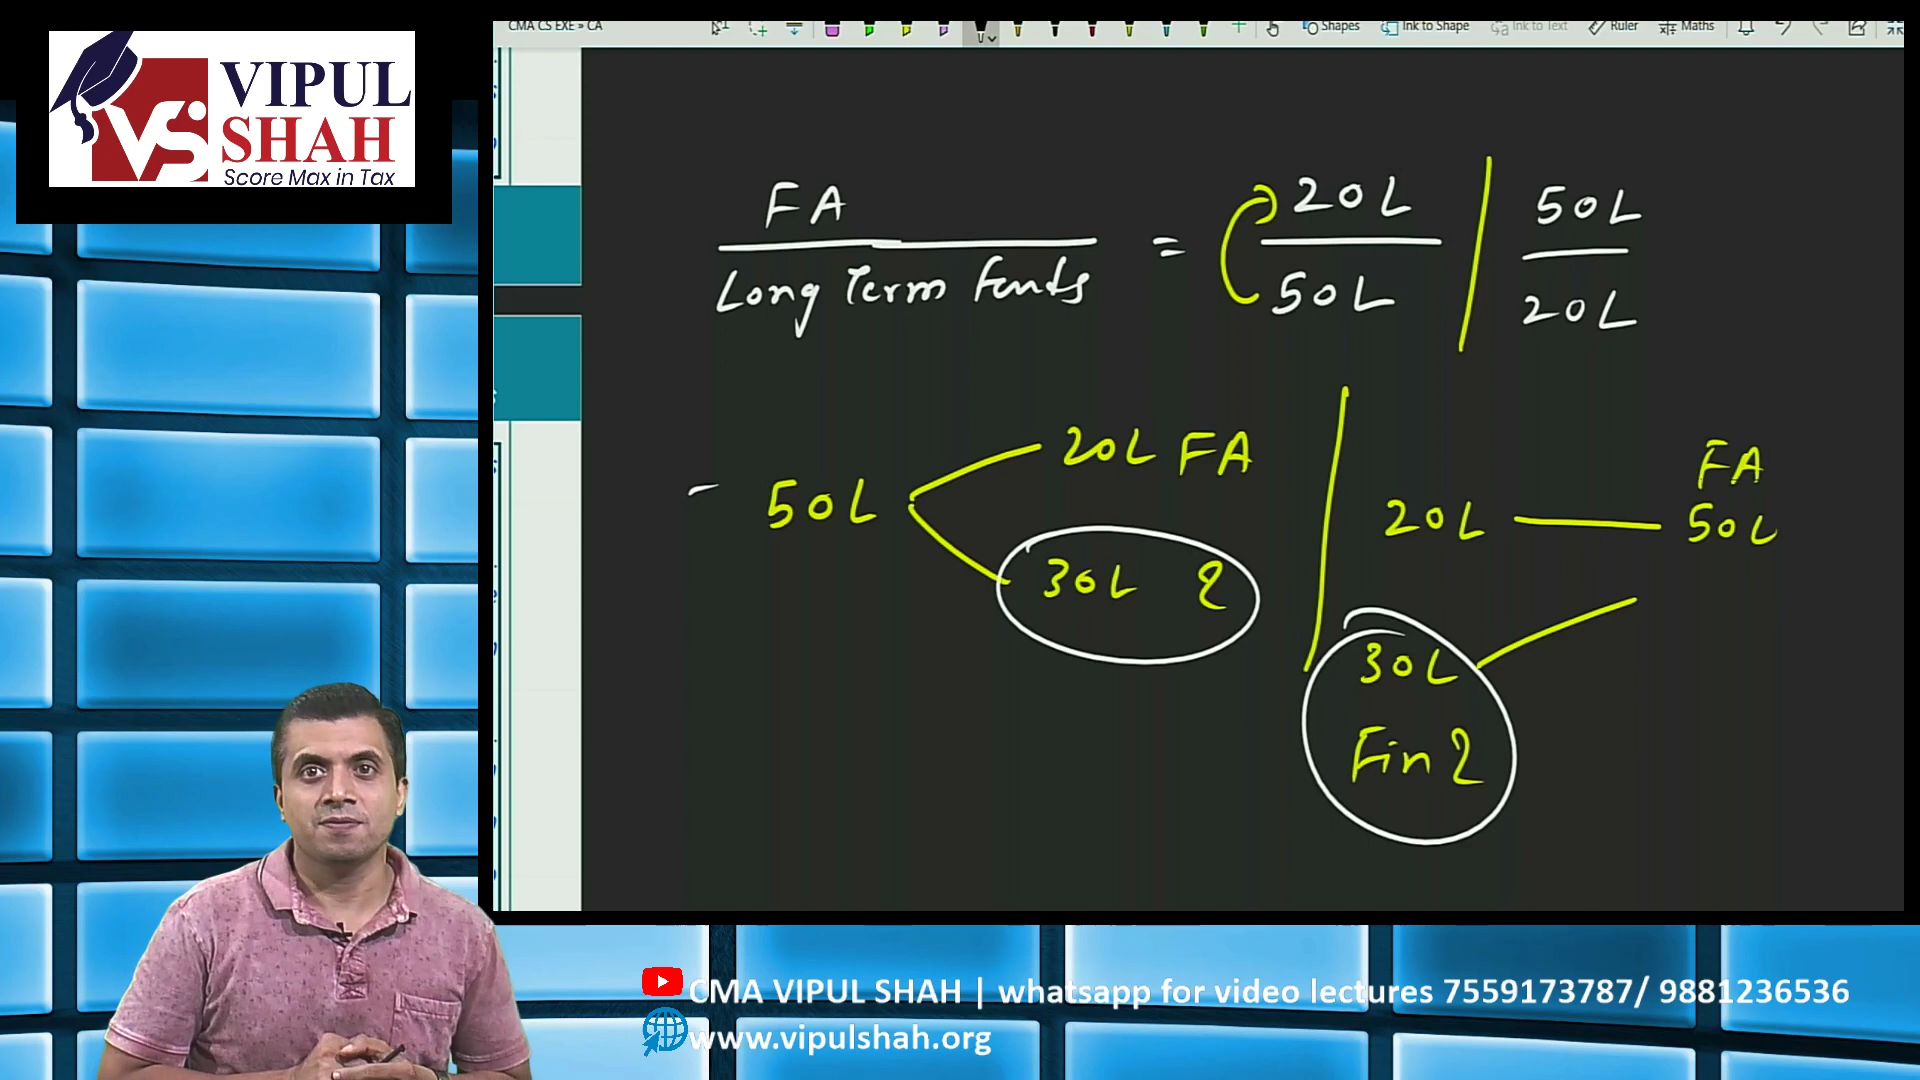 VIPUL
SHAH
Score Max in Tax
CMA CS EXE » CA
Shapes Ink to Shape Ink to Text Ruler Maths
FA = 20L 50L
Long Term Funds 50L 20L
50L 20L FA
30L ?
FA
20L 50L
30L
Fin ?
CMA VIPUL SHAH | whatsapp for video lectures 7559173787/ 9881236536
www.vipulshah.org